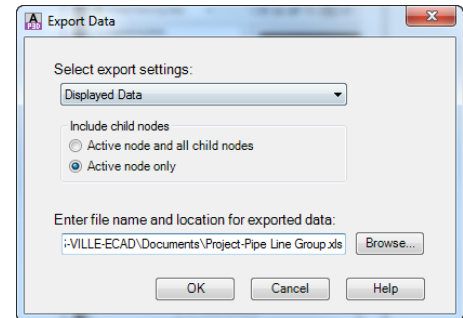 Export Data
Select export settings:
Displayed Data
Include child nodes
Active node and all child nodes
Active node only
Enter file name and location for exported data:
-VILLE-ECAD\Documents\Project-Pipe Line Group.xls
Browse...
OK
Cancel
Help